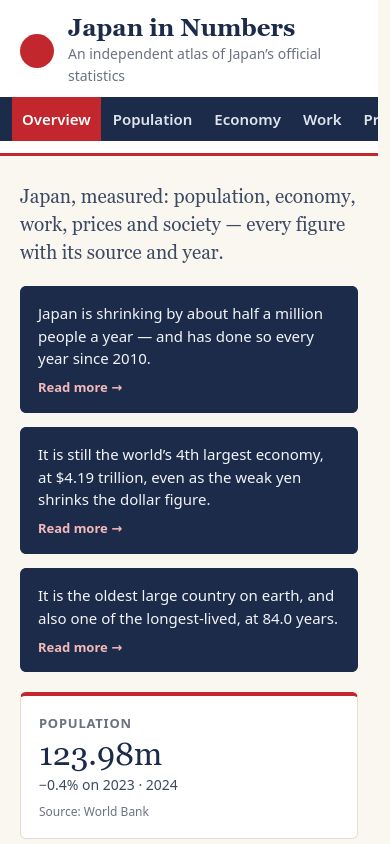 Japan in Numbers
An independent atlas of Japan’s official
statistics
Overview Population Economy Work Pr
Japan, measured: population, economy,
work, prices and society — every figure
with its source and year.
Japan is shrinking by about half a million
people a year — and has done so every
year since 2010.
Read more →
It is still the world’s 4th largest economy,
at $4.19 trillion, even as the weak yen
shrinks the dollar figure.
Read more →
It is the oldest large country on earth, and
also one of the longest-lived, at 84.0 years.
Read more →
POPULATION
123.98m
−0.4% on 2023 · 2024
Source: World Bank